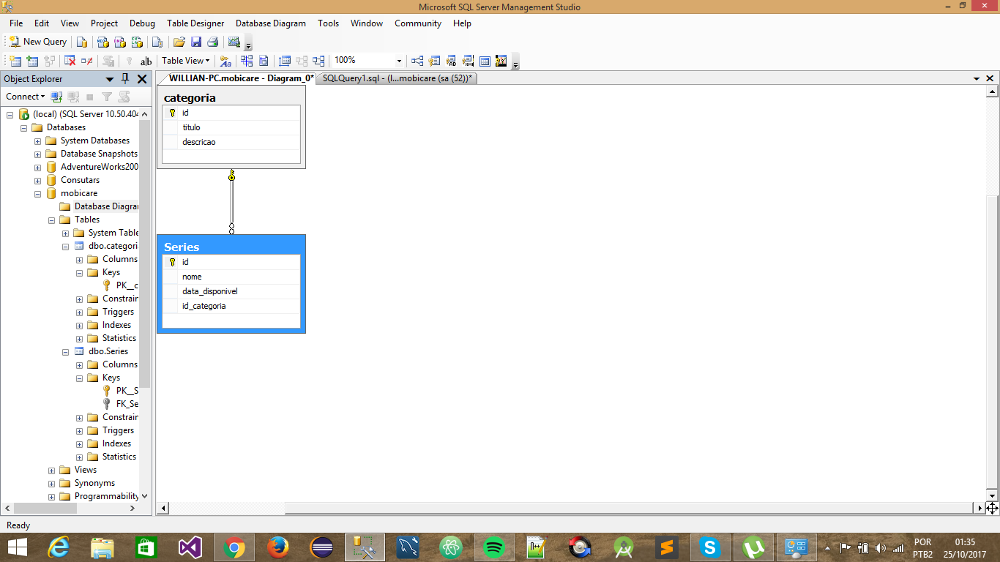 Microsoft SQL Server Management Studio
File Edit View Project Debug Table Designer Database Diagram Tools Window Community Help
New Query
Table View 100%
Object Explorer
Connect
(local) (SQL Server 10.50.404
Databases
System Databases
Database Snapshots
AdventureWorks200
Consutars
mobicare
Database Diagrar
Tables
System Table
dbo.categori
Columns
Keys
PK__c
Constrain
Triggers
Indexes
Statistics
dbo.Series
Columns
Keys
PK__S
FK_Se
Constrain
Triggers
Indexes
Statistics
Views
Synonyms
Programmability
WILLIAN-PC.mobicare - Diagram_0* SQLQuery1.sql - (l...mobicare (sa (52))*
categoria
id
titulo
descricao
Series
id
nome
data_disponivel
id_categoria
Ready
POR
PTB2
01:35
25/10/2017